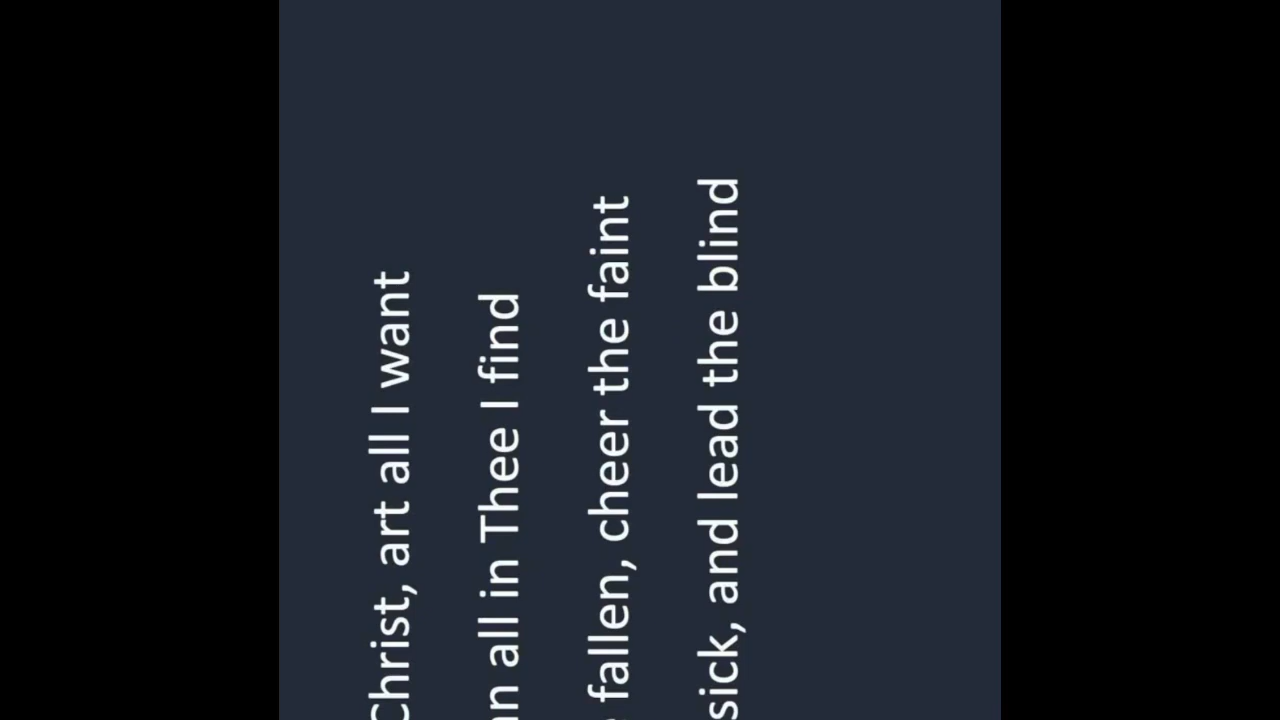 Christ, art all I want
all in Thee I find
fallen, cheer the faint
sick, and lead the blind